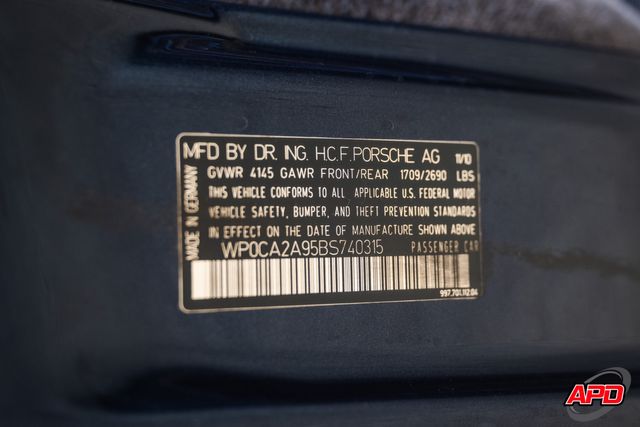 MFD BY DR. ING. H.C.F. PORSCHE AG 11/10
GVWR 4145 GAWR FRONT/REAR 1709/2690 LBS
THIS VEHICLE CONFORMS TO ALL APPLICABLE U.S. FEDERAL MOTOR
VEHICLE SAFETY, BUMPER, AND THEFT PREVENTION STANDARDS
IN EFFECT ON THE DATE OF MANUFACTURE SHOWN ABOVE
WP0CA2A95BS740315 PASSENGER CAR
MADE IN GERMANY
997.701.112.04
APD